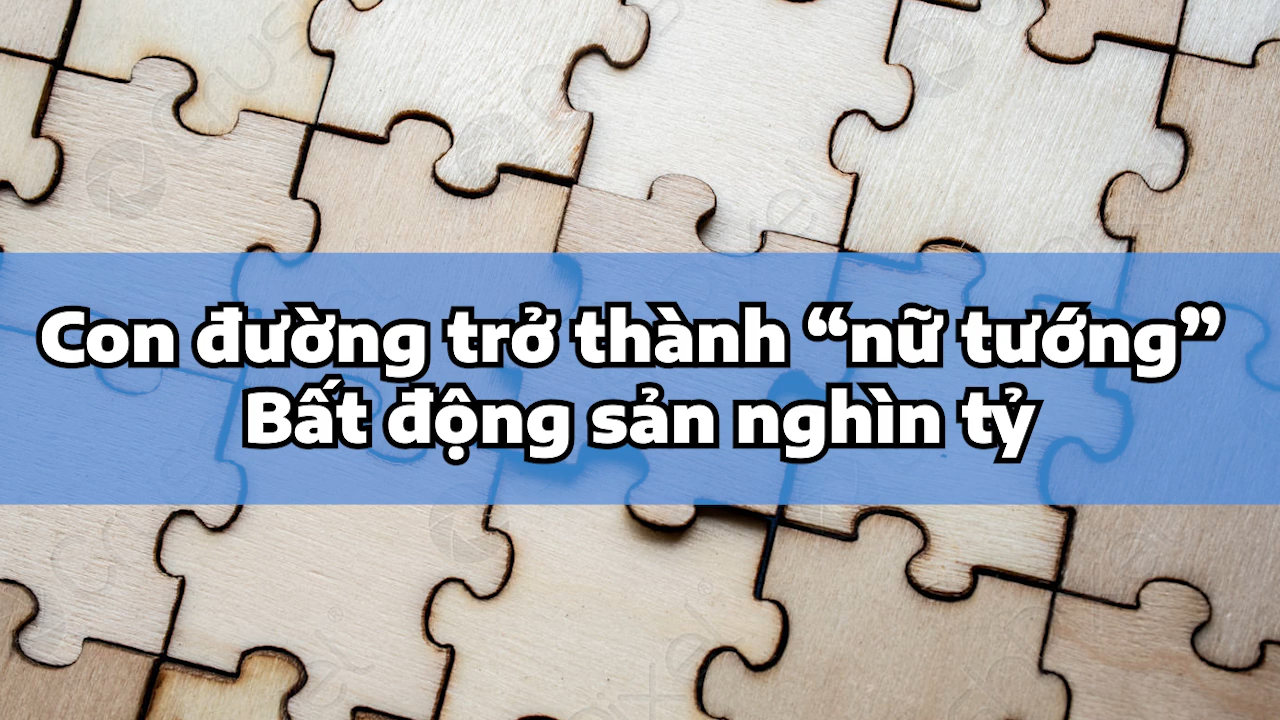 Con đường trở thành “nữ tướng”
Bất động sản nghìn tỷ